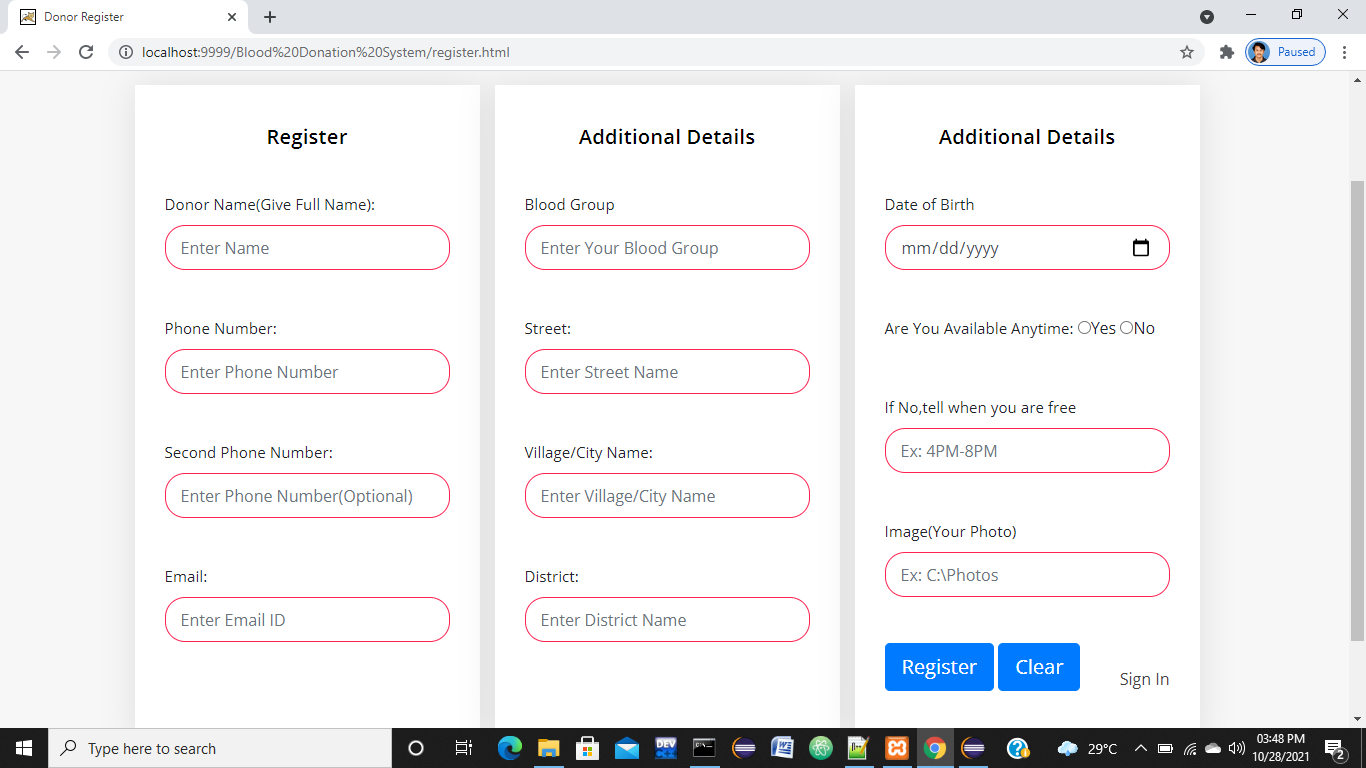 Donor Register
localhost:9999/Blood%20Donation%20System/register.html
Paused
Register
Donor Name(Give Full Name):
Enter Name
Phone Number:
Enter Phone Number
Second Phone Number:
Enter Phone Number(Optional)
Email:
Enter Email ID
Additional Details
Blood Group
Enter Your Blood Group
Street:
Enter Street Name
Village/City Name:
Enter Village/City Name
District:
Enter District Name
Additional Details
Date of Birth
mm/dd/yyyy
Are You Available Anytime: Yes No
If No,tell when you are free
Ex: 4PM-8PM
Image(Your Photo)
Ex: C:\Photos
Register Clear
Sign In
Type here to search
DEV
29°C
03:48 PM
10/28/2021
2